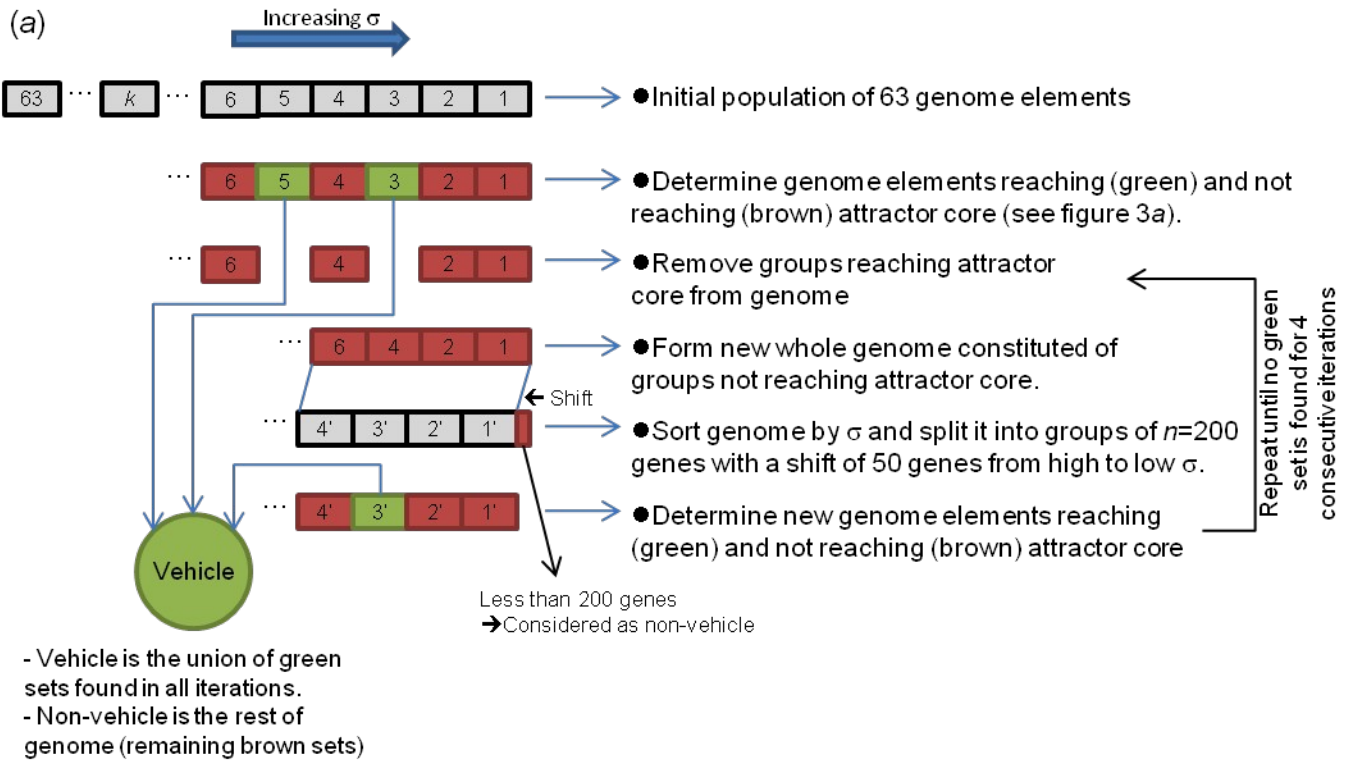 (a)
Increasing σ
63 ... k ... 6 5 4 3 2 1
●Initial population of 63 genome elements
... 6 5 4 3 2 1
●Determine genome elements reaching (green) and not
reaching (brown) attractor core (see figure 3a).
... 6 4 2 1
●Remove groups reaching attractor
core from genome
... 6 4 2 1
●Form new whole genome constituted of
groups not reaching attractor core.
← Shift
... 4' 3' 2' 1'
●Sort genome by σ and split it into groups of n=200
genes with a shift of 50 genes from high to low σ.
... 4' 3' 2' 1'
●Determine new genome elements reaching
(green) and not reaching (brown) attractor core
Repeat until no green
set is found for 4
consecutive iterations
Vehicle
Less than 200 genes
→Considered as non-vehicle
- Vehicle is the union of green
sets found in all iterations.
- Non-vehicle is the rest of
genome (remaining brown sets)